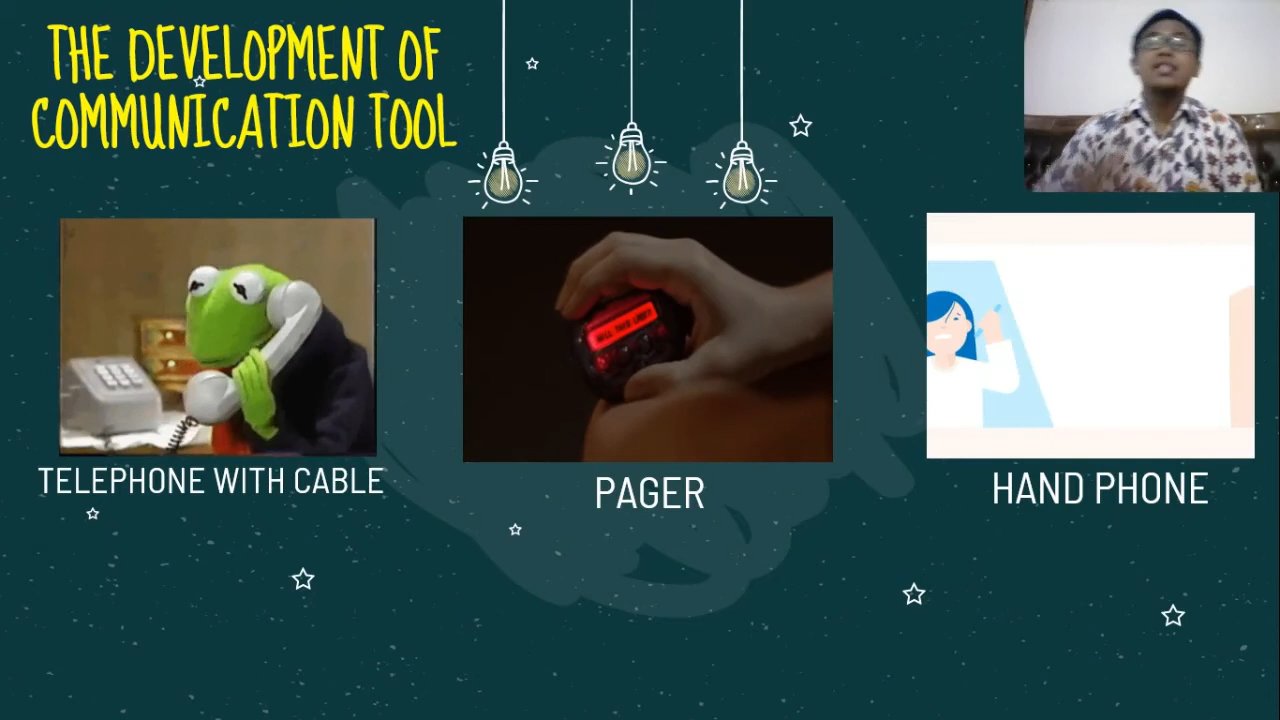 THE DEVELOPMENT OF
COMMUNICATION TOOL
TELEPHONE WITH CABLE
PAGER
HAND PHONE